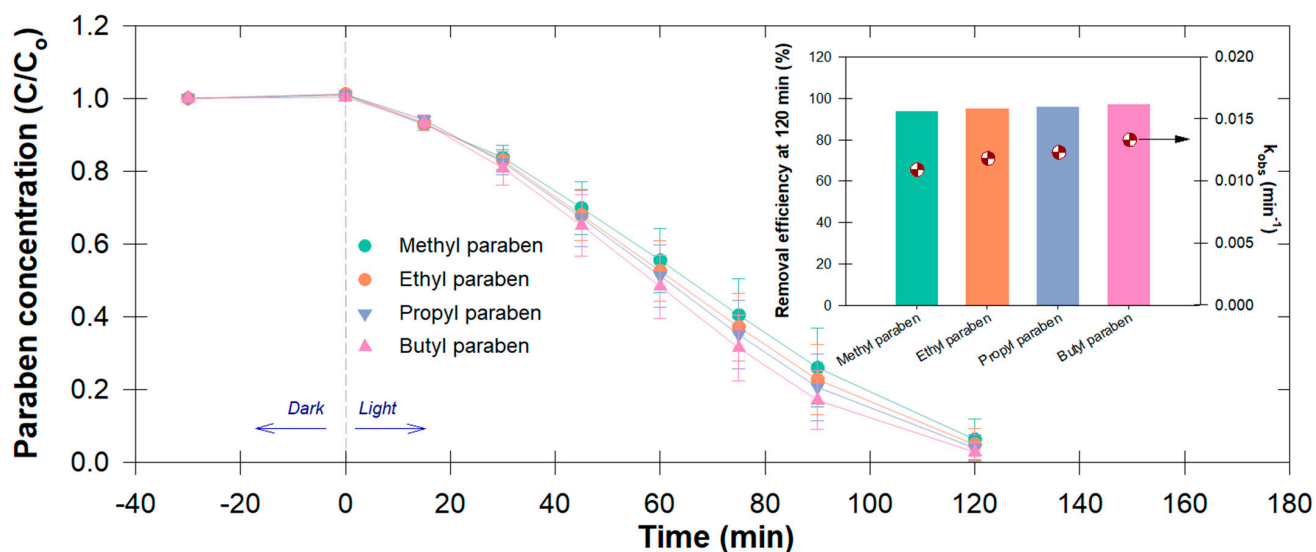 Paraben concentration (C/C₀)
1.2
1.0
0.8
0.6
0.4
0.2
0.0
Methyl paraben
Ethyl paraben
Propyl paraben
Butyl paraben
Dark
Light
-40
-20
0
20
40
60
80
100
120
140
160
180
Time (min)
Removal efficiency at 120 min (%)
120
100
80
60
40
20
0
0.020
0.015
0.010
0.005
0.000
k_obs (min⁻¹)
Methyl paraben
Ethyl paraben
Propyl paraben
Butyl paraben